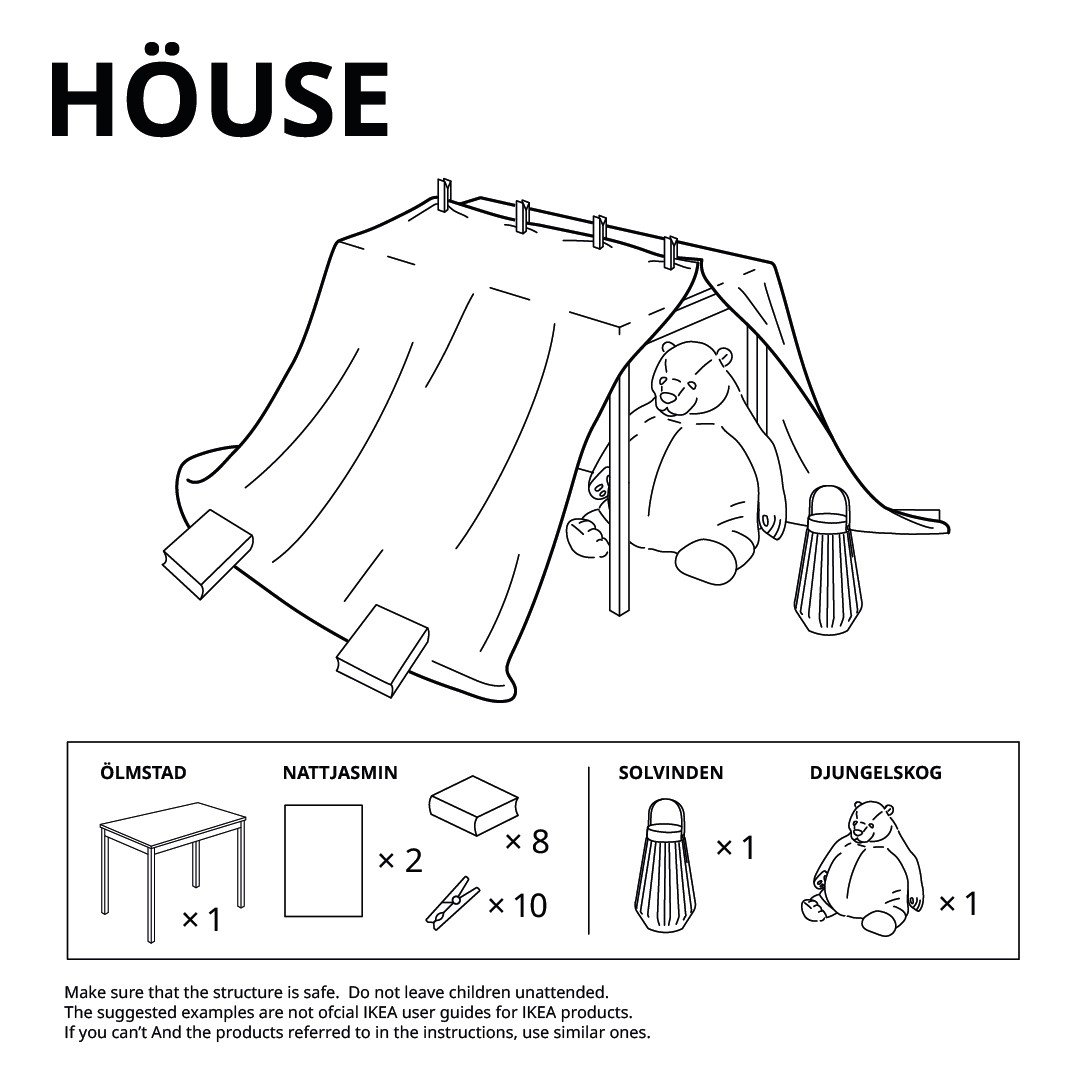 HÖUSE
ÖLMSTAD
NATTJASMIN
SOLVINDEN
DJUNGELSKOG
× 8
× 1
× 2
× 10
× 1
× 1
Make sure that the structure is safe.  Do not leave children unattended.
The suggested examples are not ofcial IKEA user guides for IKEA products.
If you can’t And the products referred to in the instructions, use similar ones.